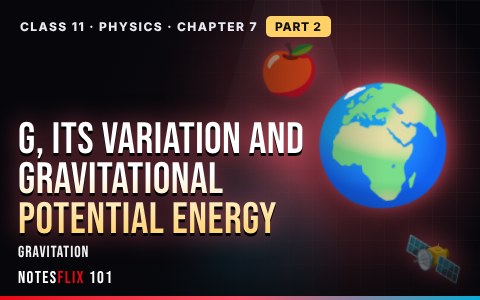 CLASS 11 · PHYSICS · CHAPTER 7 PART 2
G, ITS VARIATION AND
GRAVITATIONAL
POTENTIAL ENERGY
GRAVITATION
NOTESFLIX 101